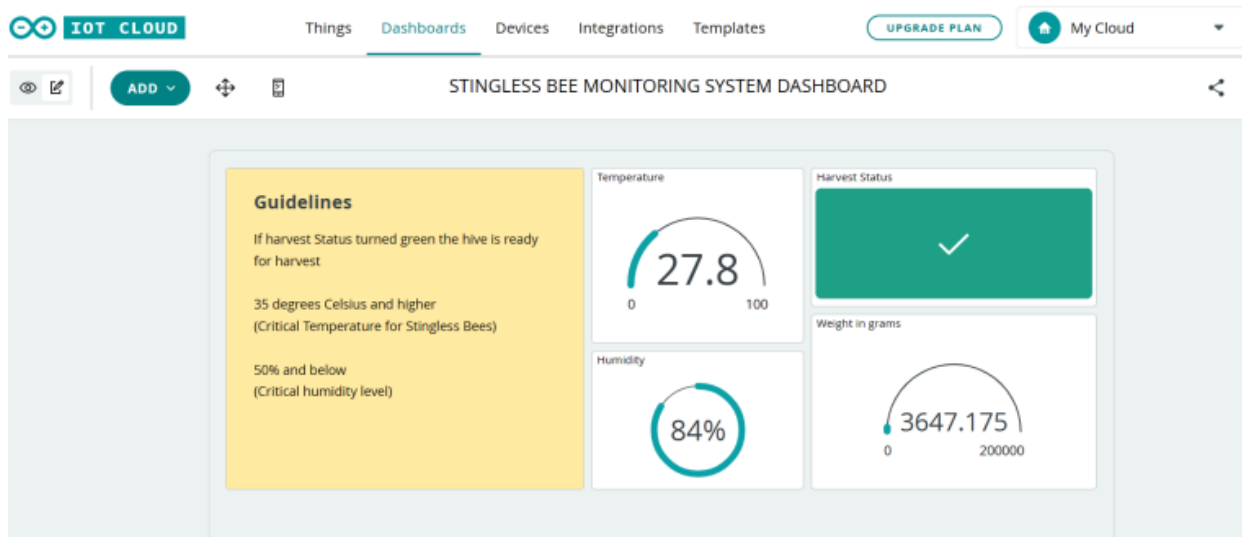 IOT CLOUD
Things
Dashboards
Devices
Integrations
Templates
UPGRADE PLAN
My Cloud
ADD
STINGLESS BEE MONITORING SYSTEM DASHBOARD
Guidelines
If harvest Status turned green the hive is ready
for harvest
35 degrees Celsius and higher
(Critical Temperature for Stingless Bees)
50% and below
(Critical humidity level)
Temperature
27.8
0
100
Humidity
84%
Harvest Status
Weight in grams
3647.175
0
200000